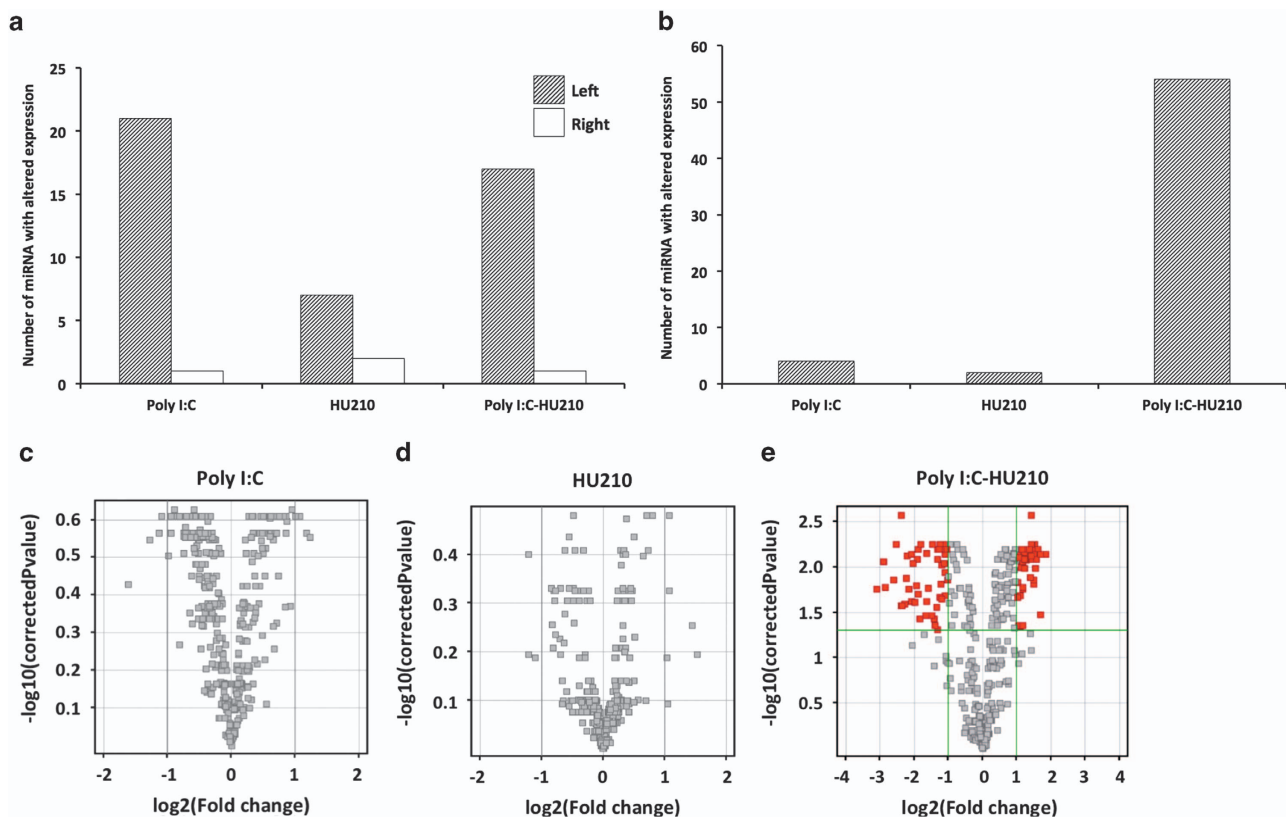 a
Number of miRNA with altered expression
25
20
15
10
5
0
Left
Right
Poly I:C
HU210
Poly I:C-HU210
b
Number of miRNA with altered expression
60
50
40
30
20
10
0
Poly I:C
HU210
Poly I:C-HU210
c
Poly I:C
-log10(correctedPvalue)
0.6
0.5
0.4
0.3
0.2
0.1
-2 -1 0 1 2
log2(Fold change)
d
HU210
-log10(correctedPvalue)
0.4
0.3
0.2
0.1
-2 -1 0 1 2
log2(Fold change)
e
Poly I:C-HU210
-log10(correctedPvalue)
2.5
2.0
1.5
1
0.5
-4 -3 -2 -1 0 1 2 3 4
log2(Fold change)